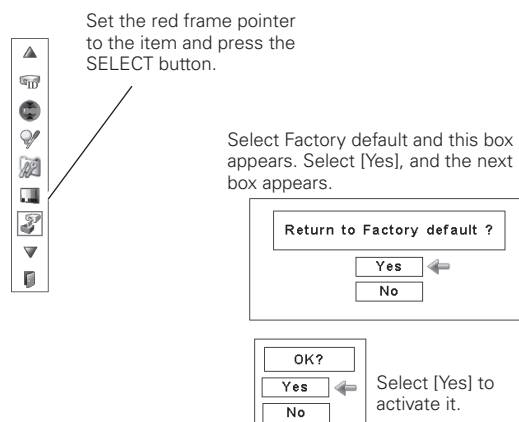 Set the red frame pointer
to the item and press the
SELECT button.
ID
Select Factory default and this box
appears. Select [Yes], and the next
box appears.
Return to Factory default ?
Yes
No
OK?
Yes
No
Select [Yes] to
activate it.